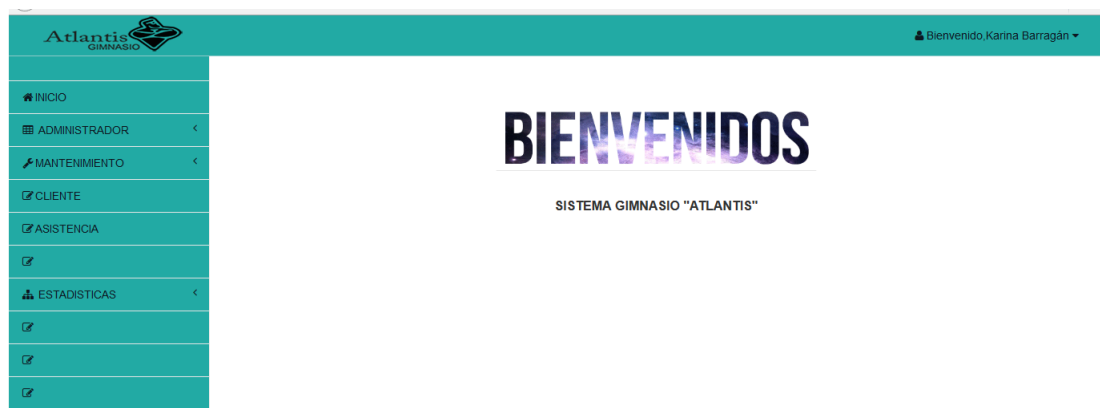 Atlantis
GIMNASIO
Bienvenido,Karina Barragán
INICIO
ADMINISTRADOR
MANTENIMIENTO
CLIENTE
ASISTENCIA
ESTADISTICAS
BIENVENIDOS
SISTEMA GIMNASIO "ATLANTIS"